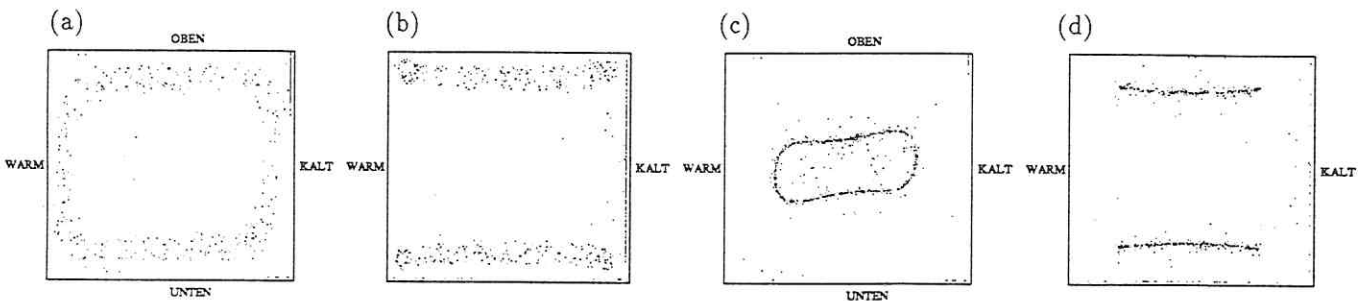 (a) (b) (c) (d)
OBEN OBEN
WARM KALT WARM KALT WARM KALT WARM KALT
UNTEN UNTEN